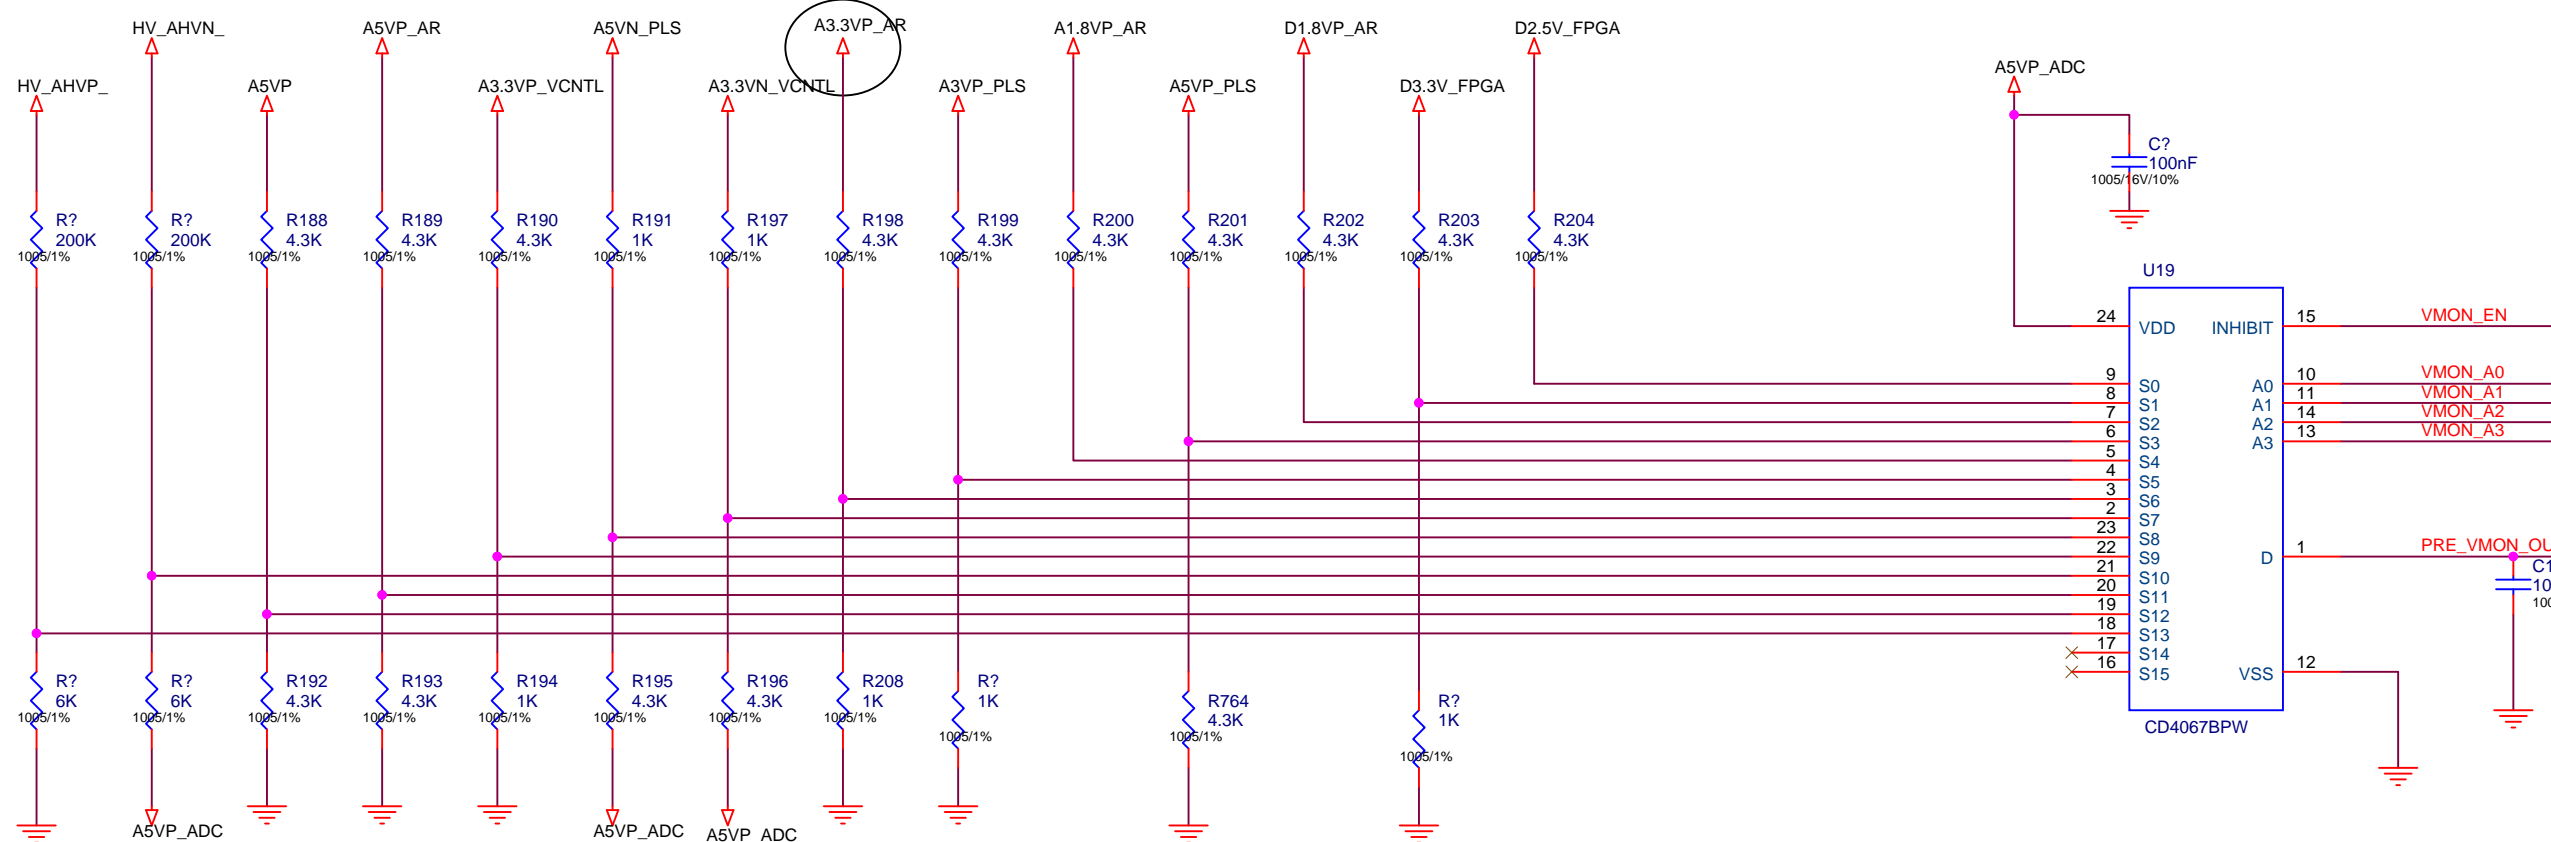 HV_AHVN_
A5VP_AR
A5VN_PLS
A3.3VP_AR
A1.8VP_AR
D1.8VP_AR
D2.5V_FPGA
HV_AHVP_
A5VP
A3.3VP_VCNTL
A3.3VN_VCNTL
A3VP_PLS
A5VP_PLS
D3.3V_FPGA
A5VP_ADC
C?
100nF
1005/16V/10%
R?
200K
1005/1%
R?
200K
1005/1%
R188
4.3K
1005/1%
R189
4.3K
1005/1%
R190
4.3K
1005/1%
R191
1K
1005/1%
R197
1K
1005/1%
R198
4.3K
1005/1%
R199
4.3K
1005/1%
R200
4.3K
1005/1%
R201
4.3K
1005/1%
R202
4.3K
1005/1%
R203
4.3K
1005/1%
R204
4.3K
1005/1%
U19
24 VDD INHIBIT 15 VMON_EN
9 S0 A0 10 VMON_A0
8 S1 A1 11 VMON_A1
7 S2 A2 14 VMON_A2
6 S3 A3 13 VMON_A3
5 S4
4 S5
3 S6
2 S7
23 S8
22 S9 D 1 PRE_VMON_OU
21 S10
20 S11
19 S12
18 S13
17 S14
16 S15 VSS 12
CD4067BPW
C1
10
100
R?
6K
1005/1%
R?
6K
1005/1%
R192
4.3K
1005/1%
R193
4.3K
1005/1%
R194
1K
1005/1%
R195
4.3K
1005/1%
R196
4.3K
1005/1%
R208
1K
1005/1%
R?
1K
1005/1%
R764
4.3K
1005/1%
R?
1K
1005/1%
A5VP_ADC
A5VP_ADC
A5VP_ADC